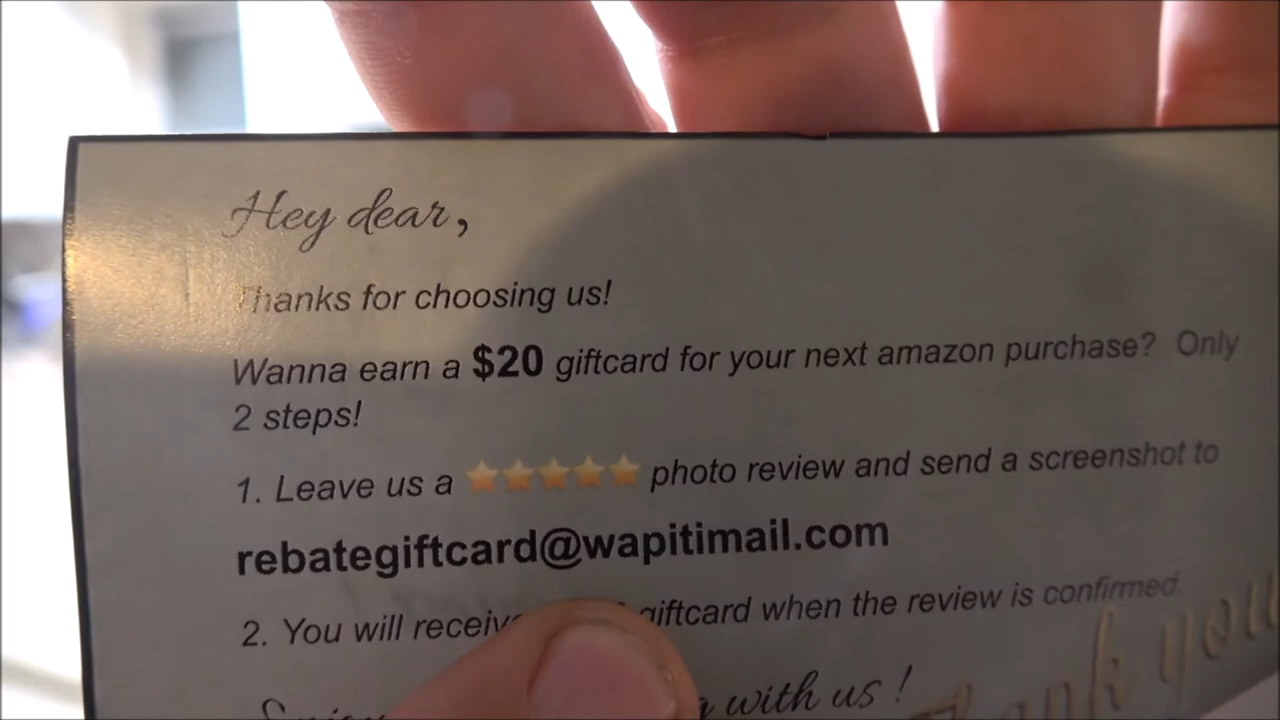 Hey dear,
Thanks for choosing us!
Wanna earn a $20 giftcard for your next amazon purchase? Only
2 steps!
1. Leave us a ⭐⭐⭐⭐⭐ photo review and send a screenshot to
rebategiftcard@wapitimail.com
2. You will giftcard when the review is confirmed.
with us !
Thank you